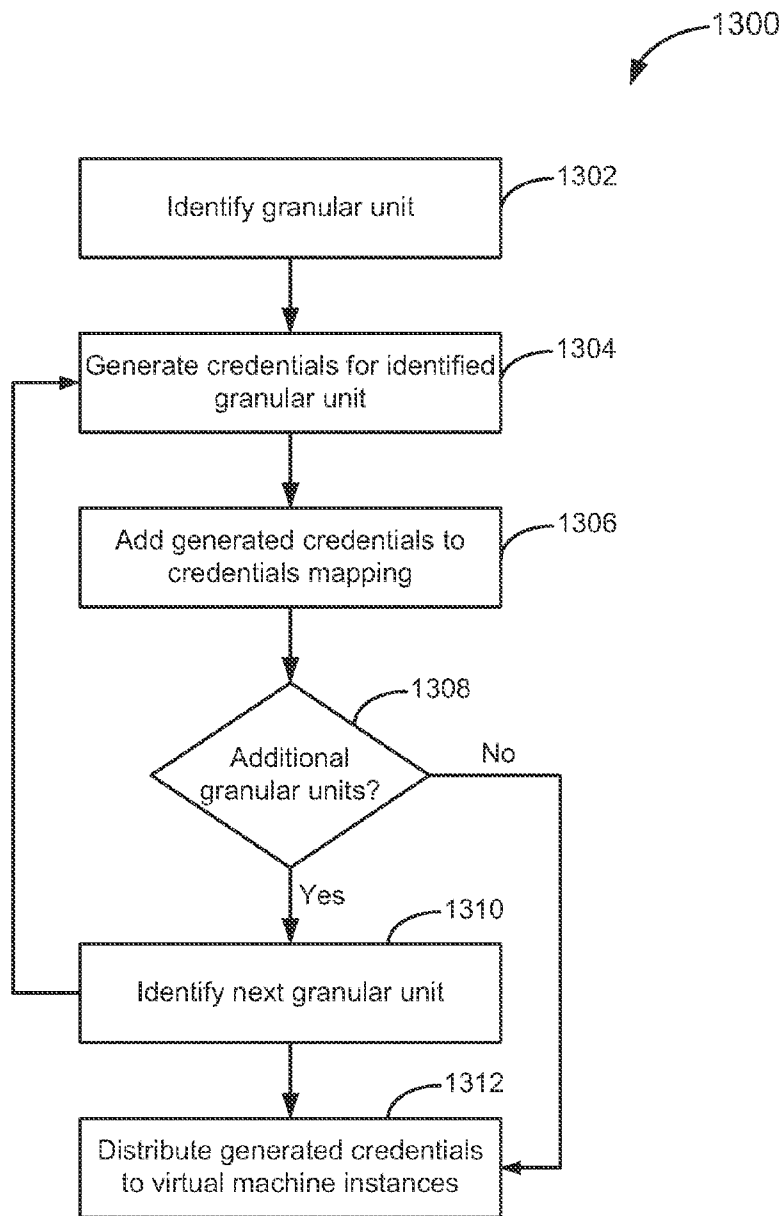 1300
Identify granular unit
1302
Generate credentials for identified
granular unit
1304
Add generated credentials to
credentials mapping
1306
Additional
granular units?
1308
No
Yes
Identify next granular unit
1310
Distribute generated credentials
to virtual machine instances
1312